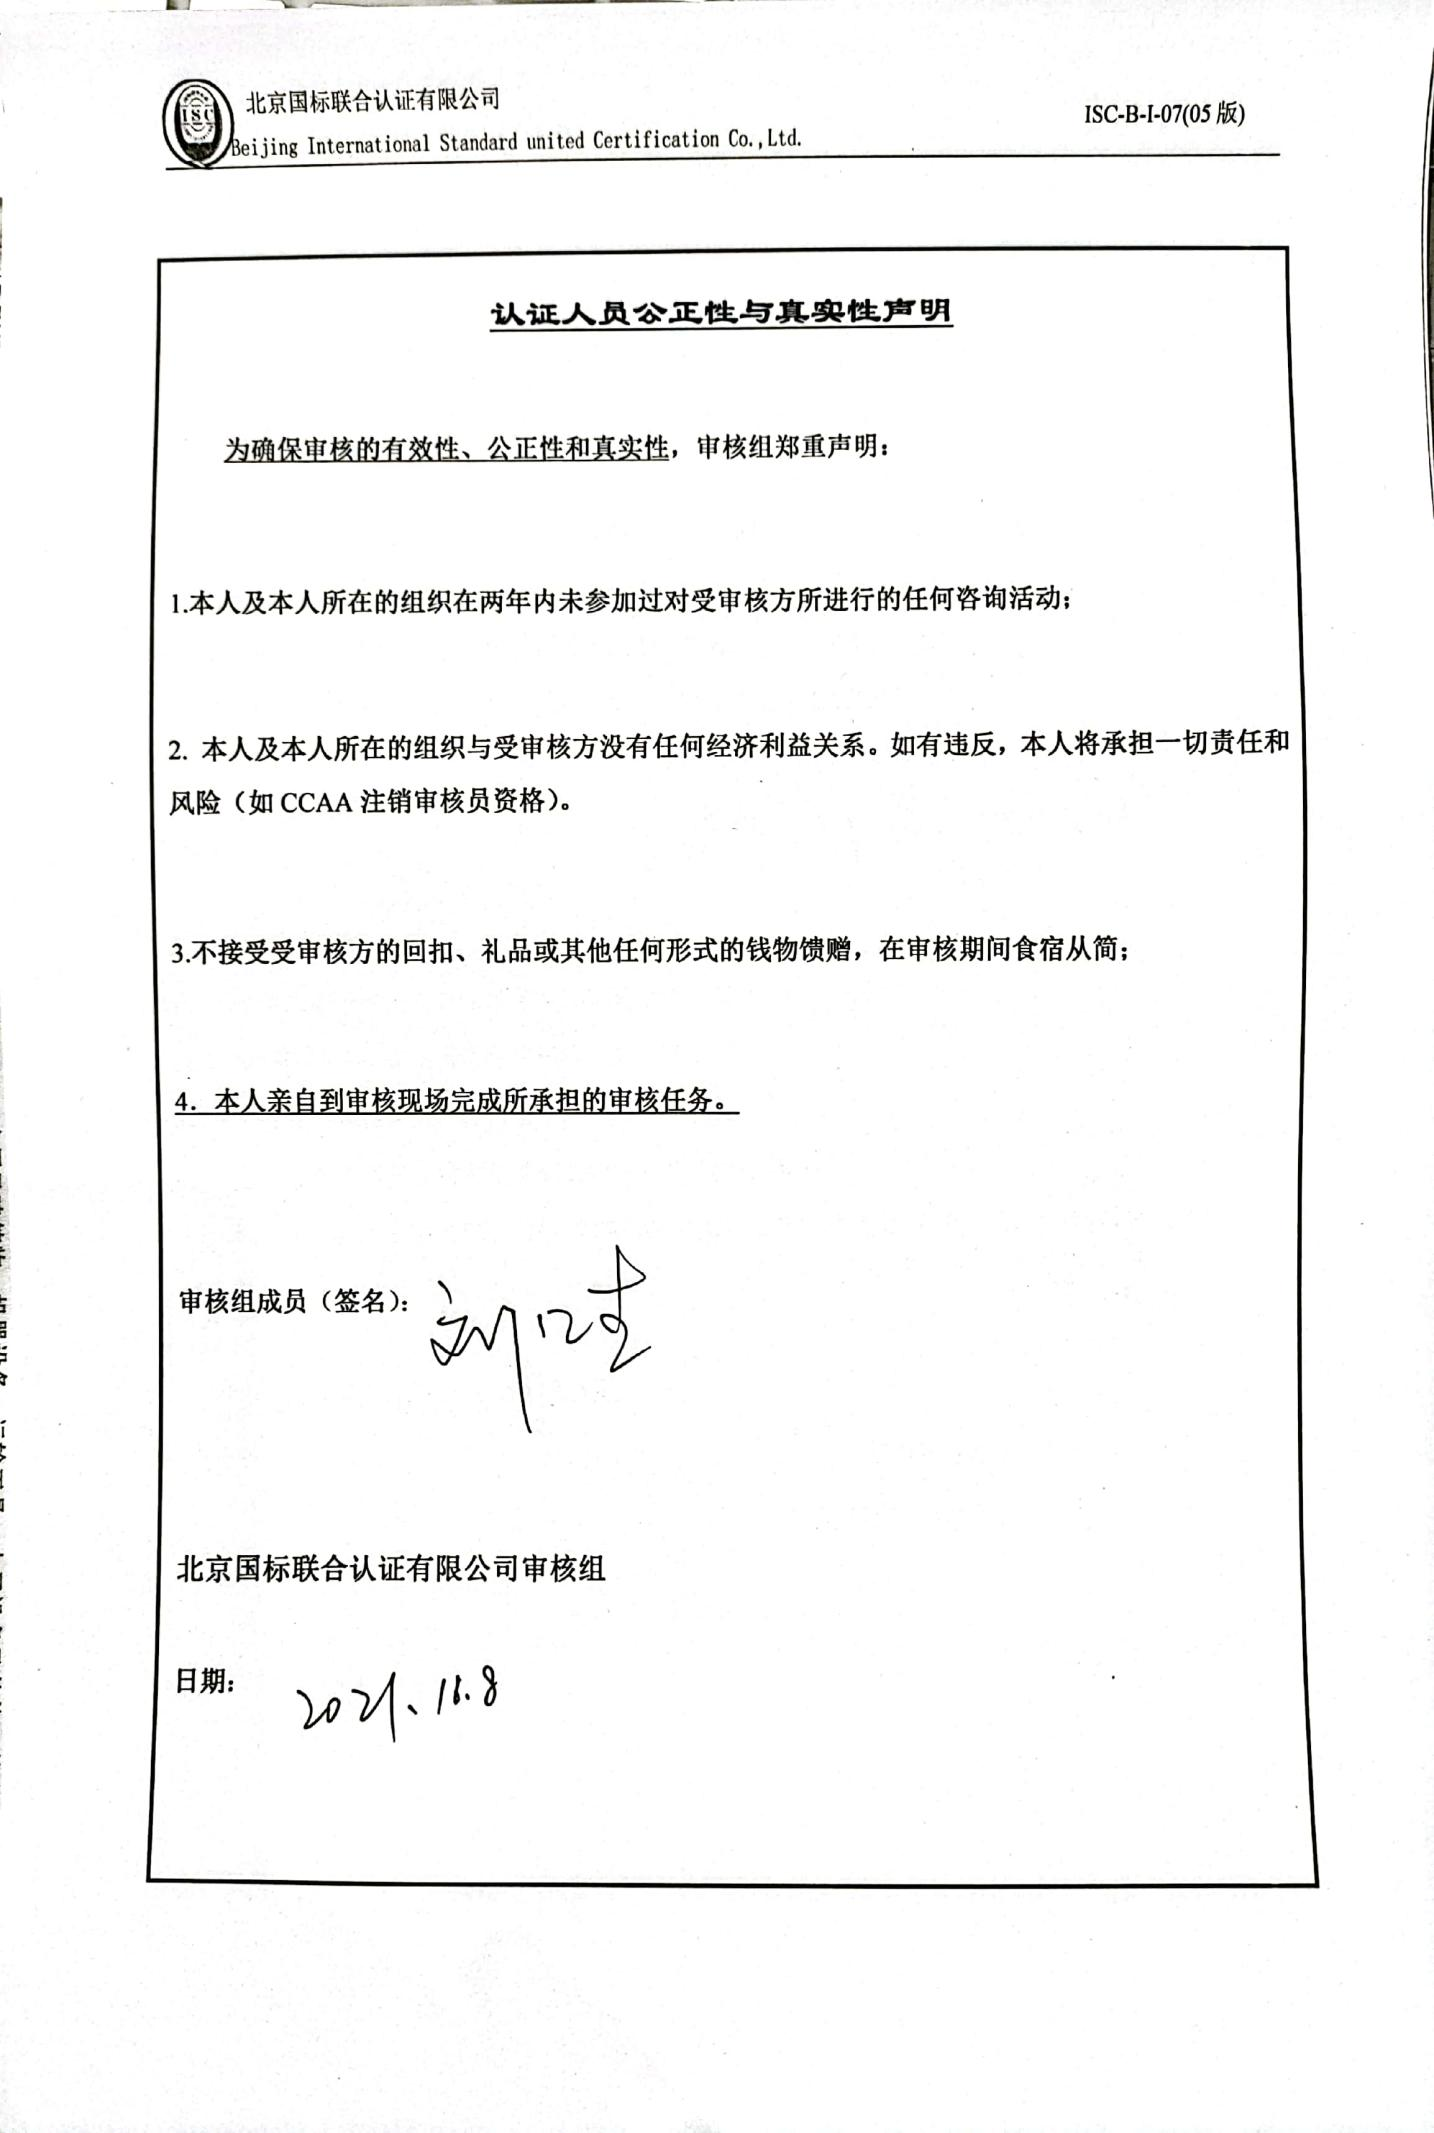 ISC
北京国标联合认证有限公司
ISC-B-I-07(05 版)
Beijing International Standard united Certification Co.,Ltd.
认证人员公正性与真实性声明
为确保审核的有效性、公正性和真实性，审核组郑重声明：
1.本人及本人所在的组织在两年内未参加过对受审核方所进行的任何咨询活动；
2. 本人及本人所在的组织与受审核方没有任何经济利益关系。如有违反，本人将承担一切责任和
风险（如 CCAA 注销审核员资格）。
3.不接受受审核方的回扣、礼品或其他任何形式的钱物馈赠，在审核期间食宿从简；
4. 本人亲自到审核现场完成所承担的审核任务。
审核组成员（签名）：刘
北京国标联合认证有限公司审核组
日期： 2021.11.8